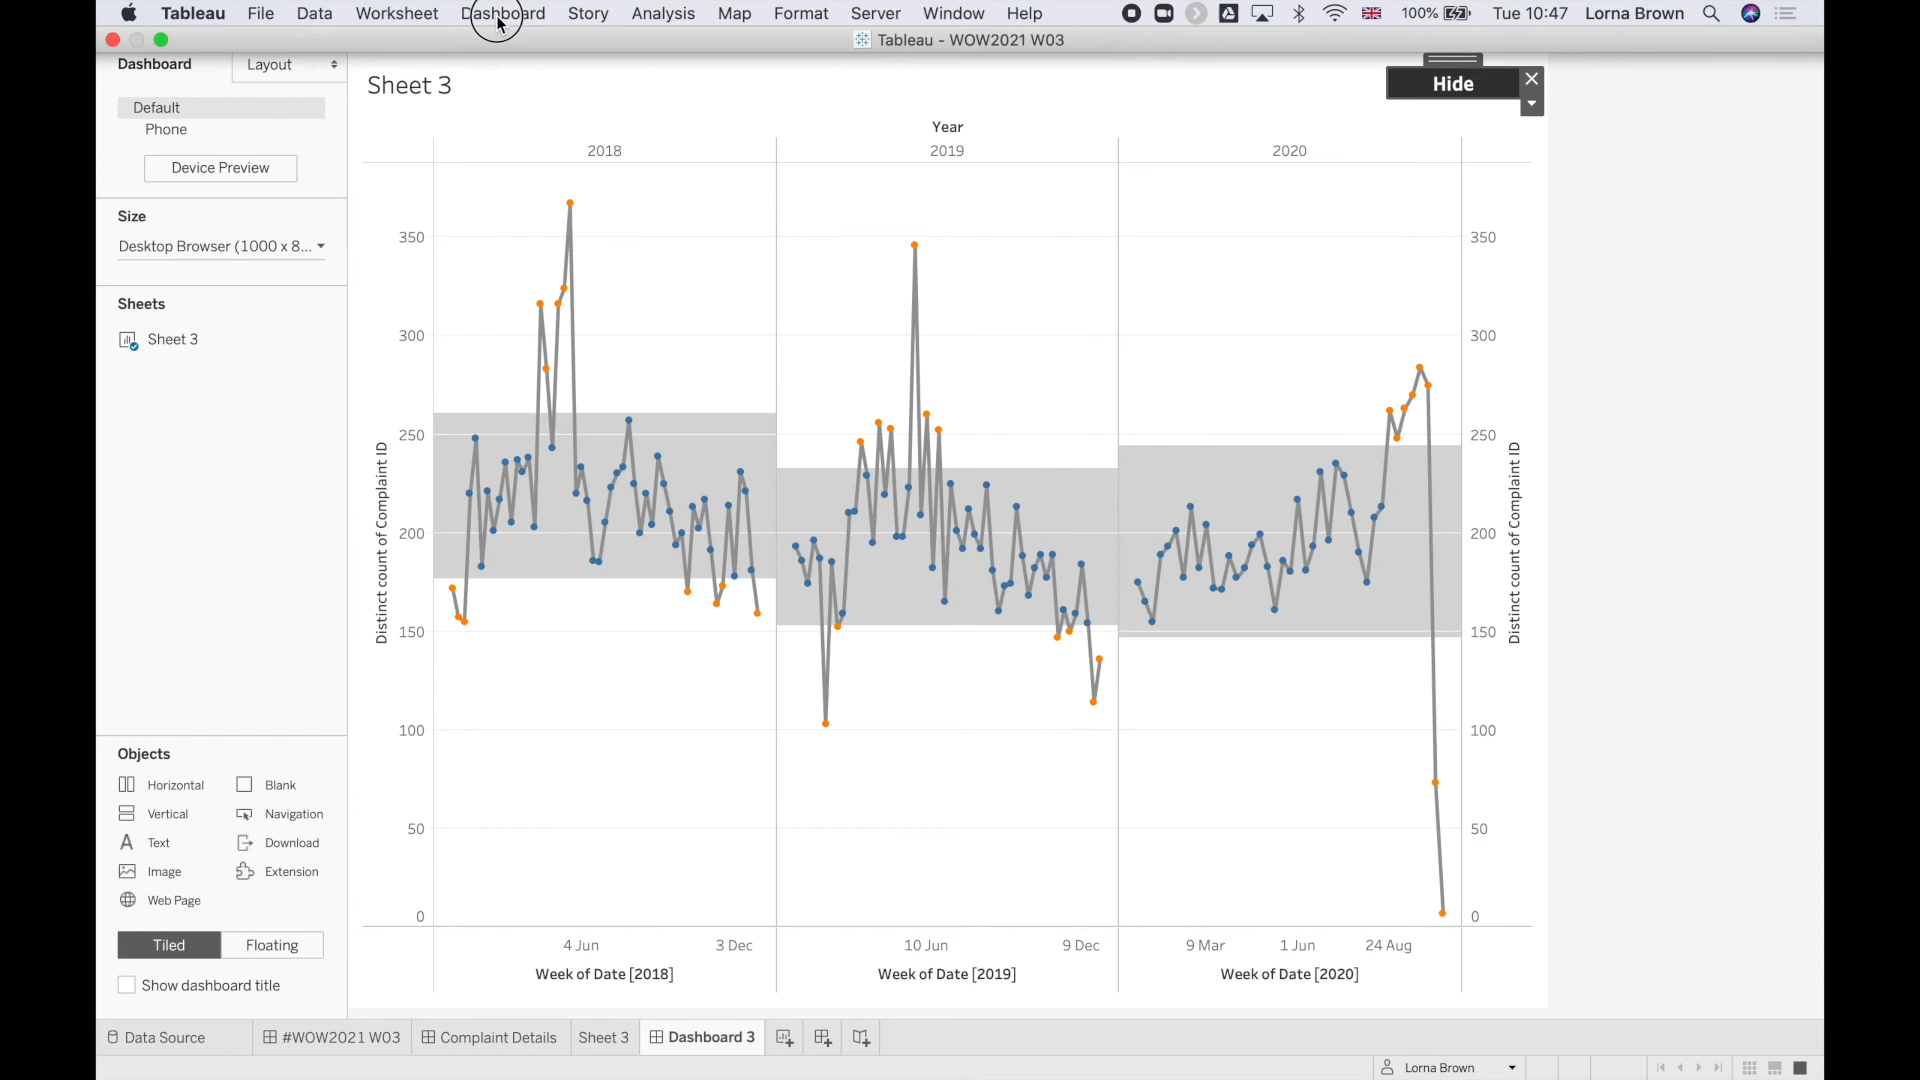 Tableau File Data Worksheet Dashboard Story Analysis Map Format Server Window Help 100% Tue 10:47 Lorna Brown
Tableau - WOW2021 W03
Dashboard Layout
Default
Phone
Device Preview
Size
Desktop Browser (1000 x 8...
Sheets
Sheet 3
Objects
Horizontal Blank
Vertical Navigation
Text Download
Image Extension
Web Page
Tiled Floating
Show dashboard title
Sheet 3
Hide
Year
2018 2019 2020
350 350
300 300
250 250
200 200
150 150
100 100
50 50
0 0
Distinct count of Complaint ID
Distinct count of Complaint ID
4 Jun 3 Dec 10 Jun 9 Dec 9 Mar 1 Jun 24 Aug
Week of Date [2018] Week of Date [2019] Week of Date [2020]
Data Source #WOW2021 W03 Complaint Details Sheet 3 Dashboard 3
Lorna Brown